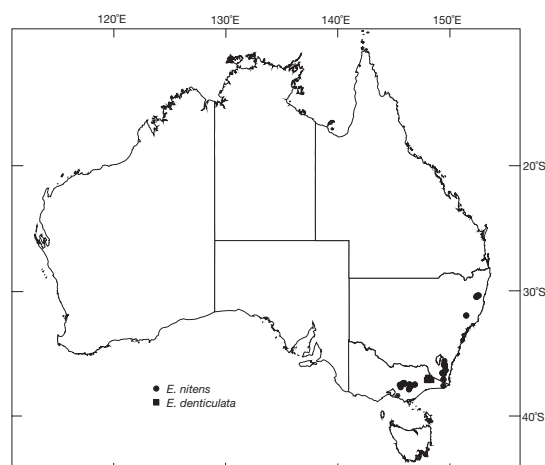 120˚E 130˚E 140˚E 150˚E
20˚S
30˚S
E. nitens
E. denticulata
40˚S